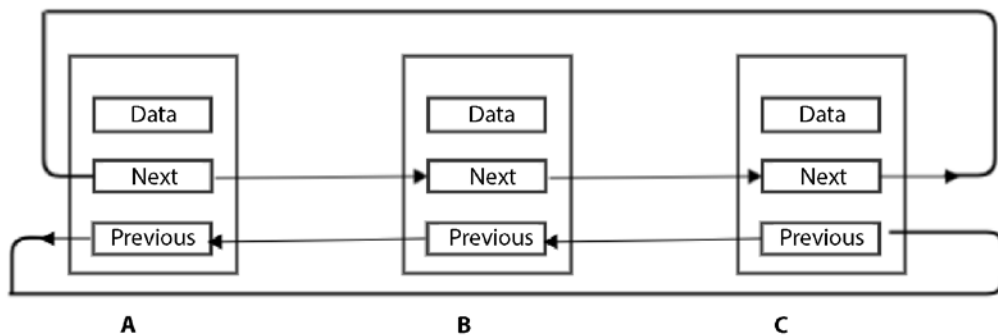 Data Data Data
Next Next Next
Previous Previous Previous
A B C